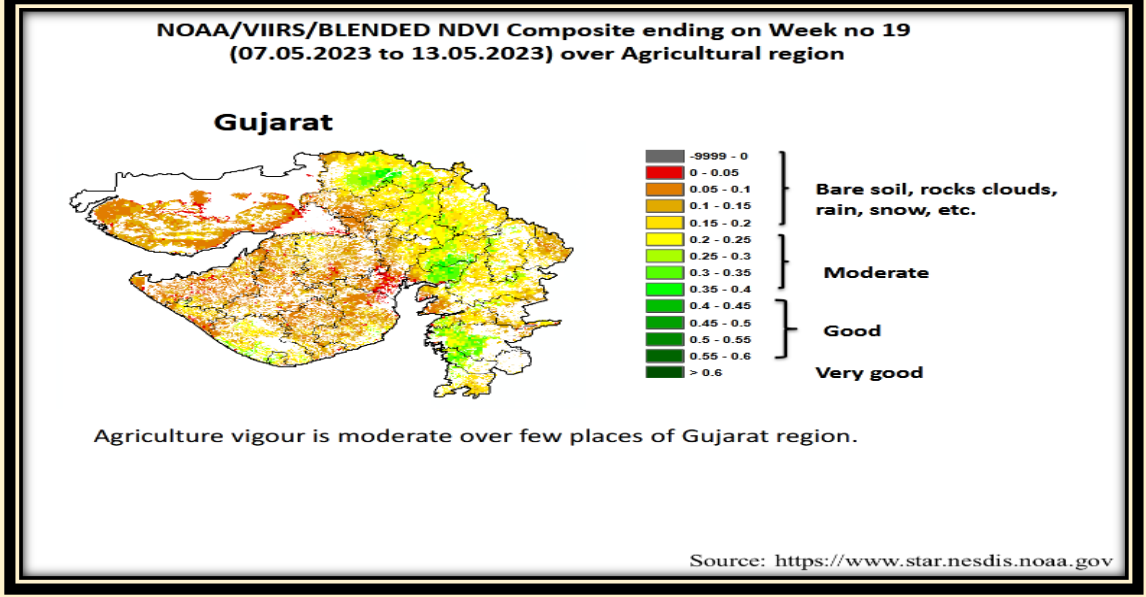 NOAA/VIIRS/BLENDED NDVI Composite ending on Week no 19
(07.05.2023 to 13.05.2023) over Agricultural region
Gujarat
-9999 - 0
0 - 0.05
0.05 - 0.1
0.1 - 0.15
0.15 - 0.2
Bare soil, rocks clouds,
rain, snow, etc.
0.2 - 0.25
0.25 - 0.3
0.3 - 0.35
0.35 - 0.4
Moderate
0.4 - 0.45
0.45 - 0.5
0.5 - 0.55
0.55 - 0.6
Good
> 0.6
Very good
Agriculture vigour is moderate over few places of Gujarat region.
Source: https://www.star.nesdis.noaa.gov